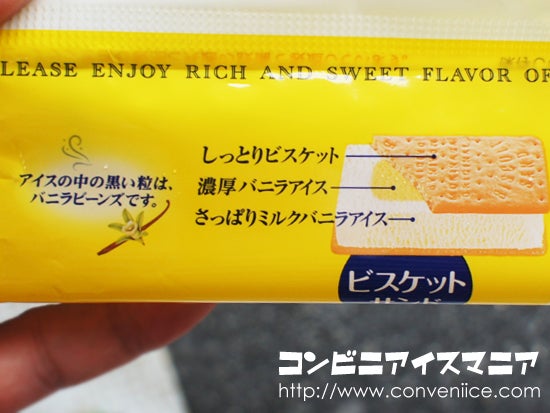 LEASE ENJOY RICH AND SWEET FLAVOR OF
しっとりビスケット
濃厚バニラアイス
さっぱりミルクバニラアイス
アイスの中の黒い粒は、
バニラビーンズです。
ビスケット
サンド
コンビニアイスマニア
http://www.conveniice.com/